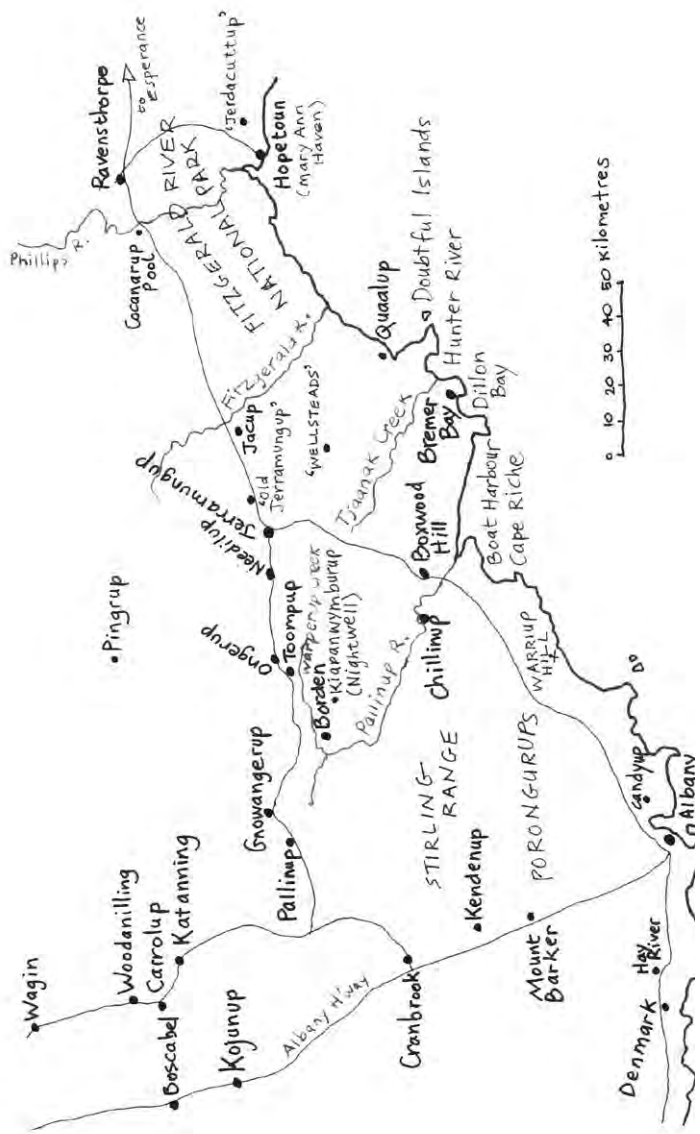 Wagin
Woodanilling
Carrolup
Katanning
Boscabel
Kojunup
Albany H'way
Cranbrook
Kendenup
Mount
Barker
Hay
River
Denmark
Albany
Candyup
PORONGURUPS
STIRLING
RANGE
WARRIUP
HILL
Pallinup
Gnowangerup
Ongerup
Toompup
Needilup
Jerramungup
Warperup Creek
Borden
Kiapanwymburup
(Nightwell)
Pallinup R.
Chillinup
Boxwood
Hill
Boat Harbour
Cape Riche
Pingrup
'Old
Jerramungup'
Jacup
'WELLSTEADS'
Tjaanak Creek
Bremer
Bay
Dillon
Bay
Hunter River
Doubtful Islands
Quaalup
Fitzgerald R.
FITZGERALD RIVER
NATIONAL PARK
Phillips
R.
Cocanarup
Pool
Ravensthorpe
to
Esperance
'Jerdacuttup'
Hopetoun
(Mary Ann
Haven)
0 10 20 30 40 50 Kilometres